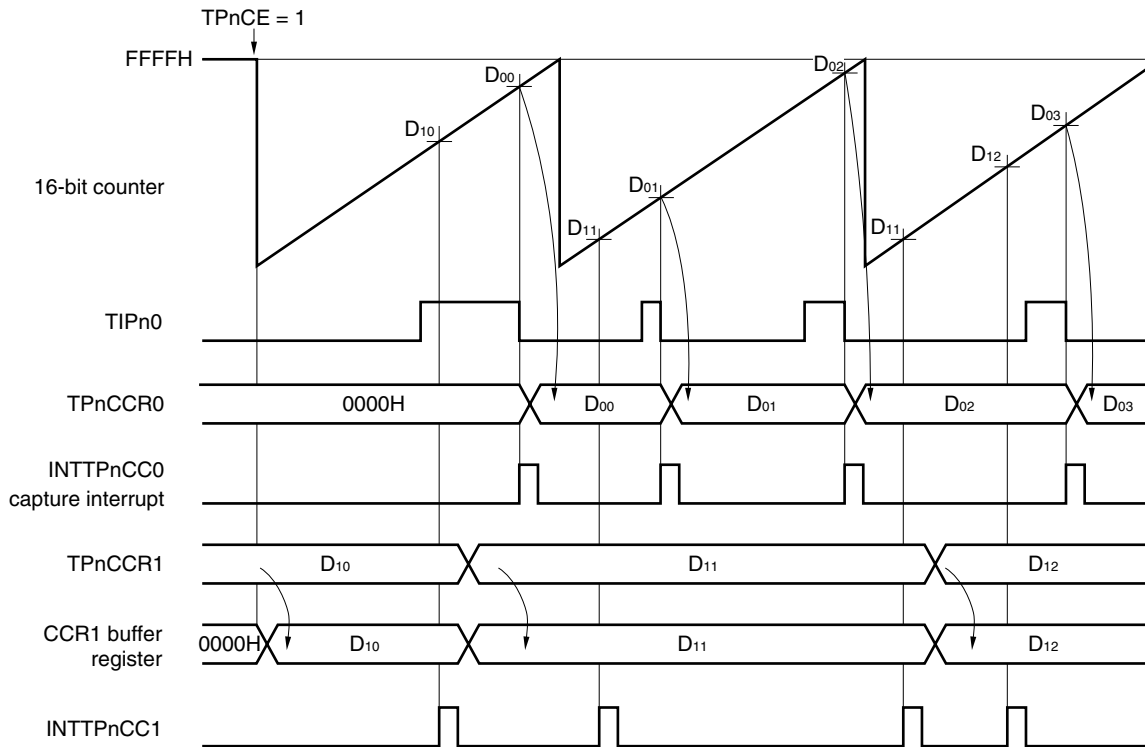 TPnCE = 1
FFFFH
D00
D02
D10
D03
D12
16-bit counter
D01
D11
D11
TIPn0
TPnCCR0
0000H
D00
D01
D02
D03
INTTPnCC0
capture interrupt
TPnCCR1
D10
D11
D12
CCR1 buffer
register
0000H
D10
D11
D12
INTTPnCC1